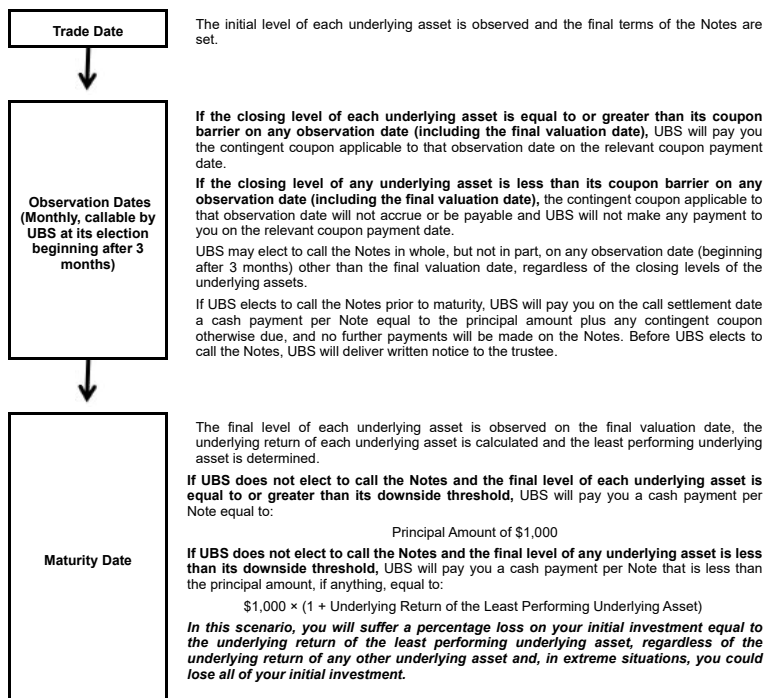 Trade Date
The initial level of each underlying asset is observed and the final terms of the Notes are
set.
Observation Dates
(Monthly, callable by
UBS at its election
beginning after 3
months)
If the closing level of each underlying asset is equal to or greater than its coupon
barrier on any observation date (including the final valuation date), UBS will pay you
the contingent coupon applicable to that observation date on the relevant coupon payment
date.
If the closing level of any underlying asset is less than its coupon barrier on any
observation date (including the final valuation date), the contingent coupon applicable to
that observation date will not accrue or be payable and UBS will not make any payment to
you on the relevant coupon payment date.
UBS may elect to call the Notes in whole, but not in part, on any observation date (beginning
after 3 months) other than the final valuation date, regardless of the closing levels of the
underlying assets.
If UBS elects to call the Notes prior to maturity, UBS will pay you on the call settlement date
a cash payment per Note equal to the principal amount plus any contingent coupon
otherwise due, and no further payments will be made on the Notes. Before UBS elects to
call the Notes, UBS will deliver written notice to the trustee.
Maturity Date
The final level of each underlying asset is observed on the final valuation date, the
underlying return of each underlying asset is calculated and the least performing underlying
asset is determined.
If UBS does not elect to call the Notes and the final level of each underlying asset is
equal to or greater than its downside threshold, UBS will pay you a cash payment per
Note equal to:
Principal Amount of $1,000
If UBS does not elect to call the Notes and the final level of any underlying asset is less
than its downside threshold, UBS will pay you a cash payment per Note that is less than
the principal amount, if anything, equal to:
$1,000 × (1 + Underlying Return of the Least Performing Underlying Asset)
In this scenario, you will suffer a percentage loss on your initial investment equal to
the underlying return of the least performing underlying asset, regardless of the
underlying return of any other underlying asset and, in extreme situations, you could
lose all of your initial investment.